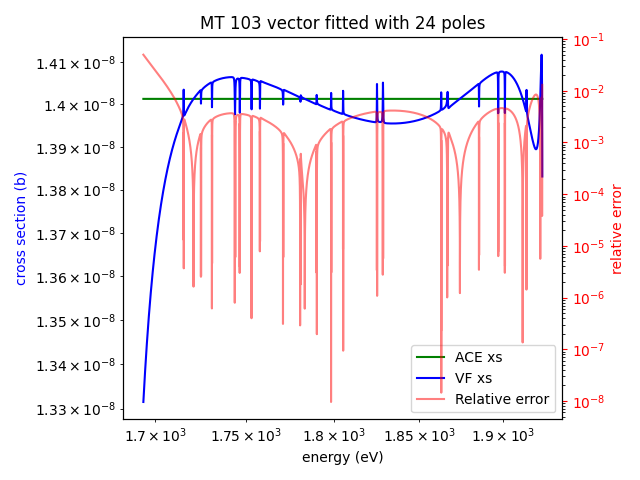 MT 103 vector fitted with 24 poles
cross section (b)
1.41 × 10⁻⁸
1.4 × 10⁻⁸
1.39 × 10⁻⁸
1.38 × 10⁻⁸
1.37 × 10⁻⁸
1.36 × 10⁻⁸
1.35 × 10⁻⁸
1.34 × 10⁻⁸
1.33 × 10⁻⁸
10⁻¹
10⁻²
10⁻³
10⁻⁴
10⁻⁵
10⁻⁶
10⁻⁷
10⁻⁸
relative error
ACE xs
VF xs
Relative error
1.7 × 10³ 1.75 × 10³ 1.8 × 10³ 1.85 × 10³ 1.9 × 10³
energy (eV)